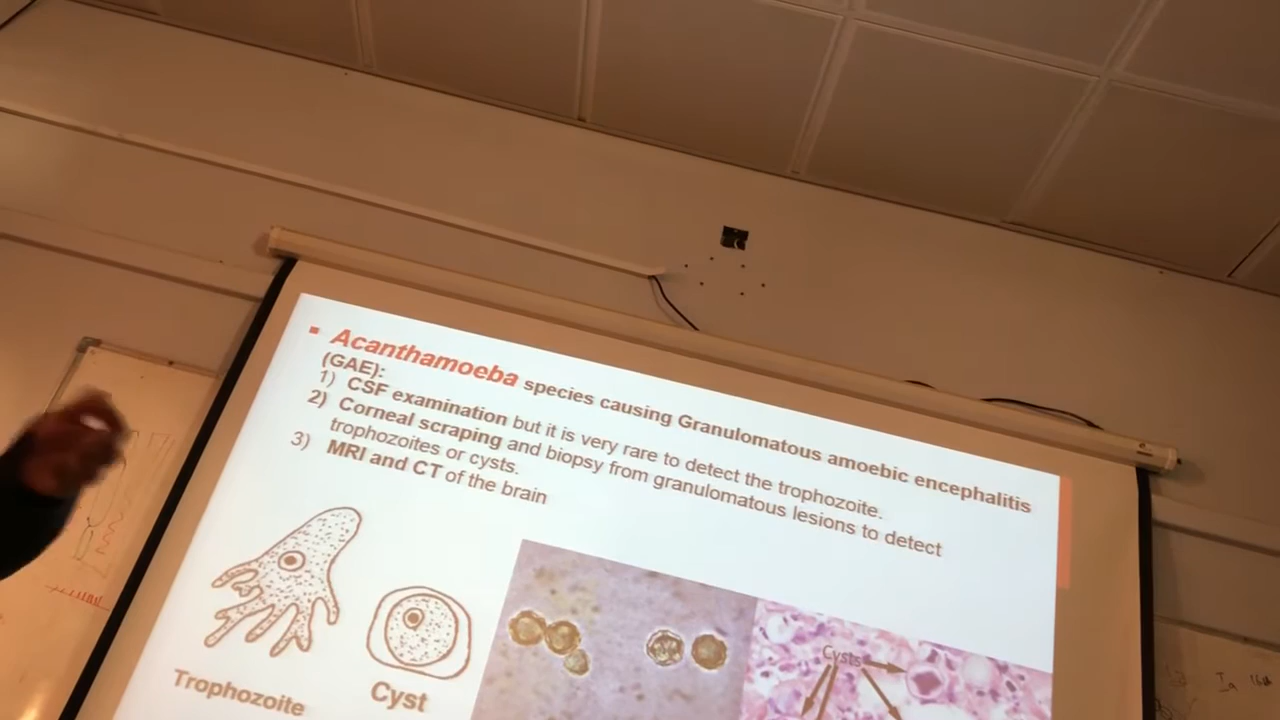 ▪ Acanthamoeba species causing Granulomatous amoebic encephalitis
(GAE):
1) CSF examination but it is very rare to detect the trophozoite.
2) Corneal scraping and biopsy from granulomatous lesions to detect
trophozoites or cysts.
3) MRI and CT of the brain
Cysts
Trophozoite
Cyst